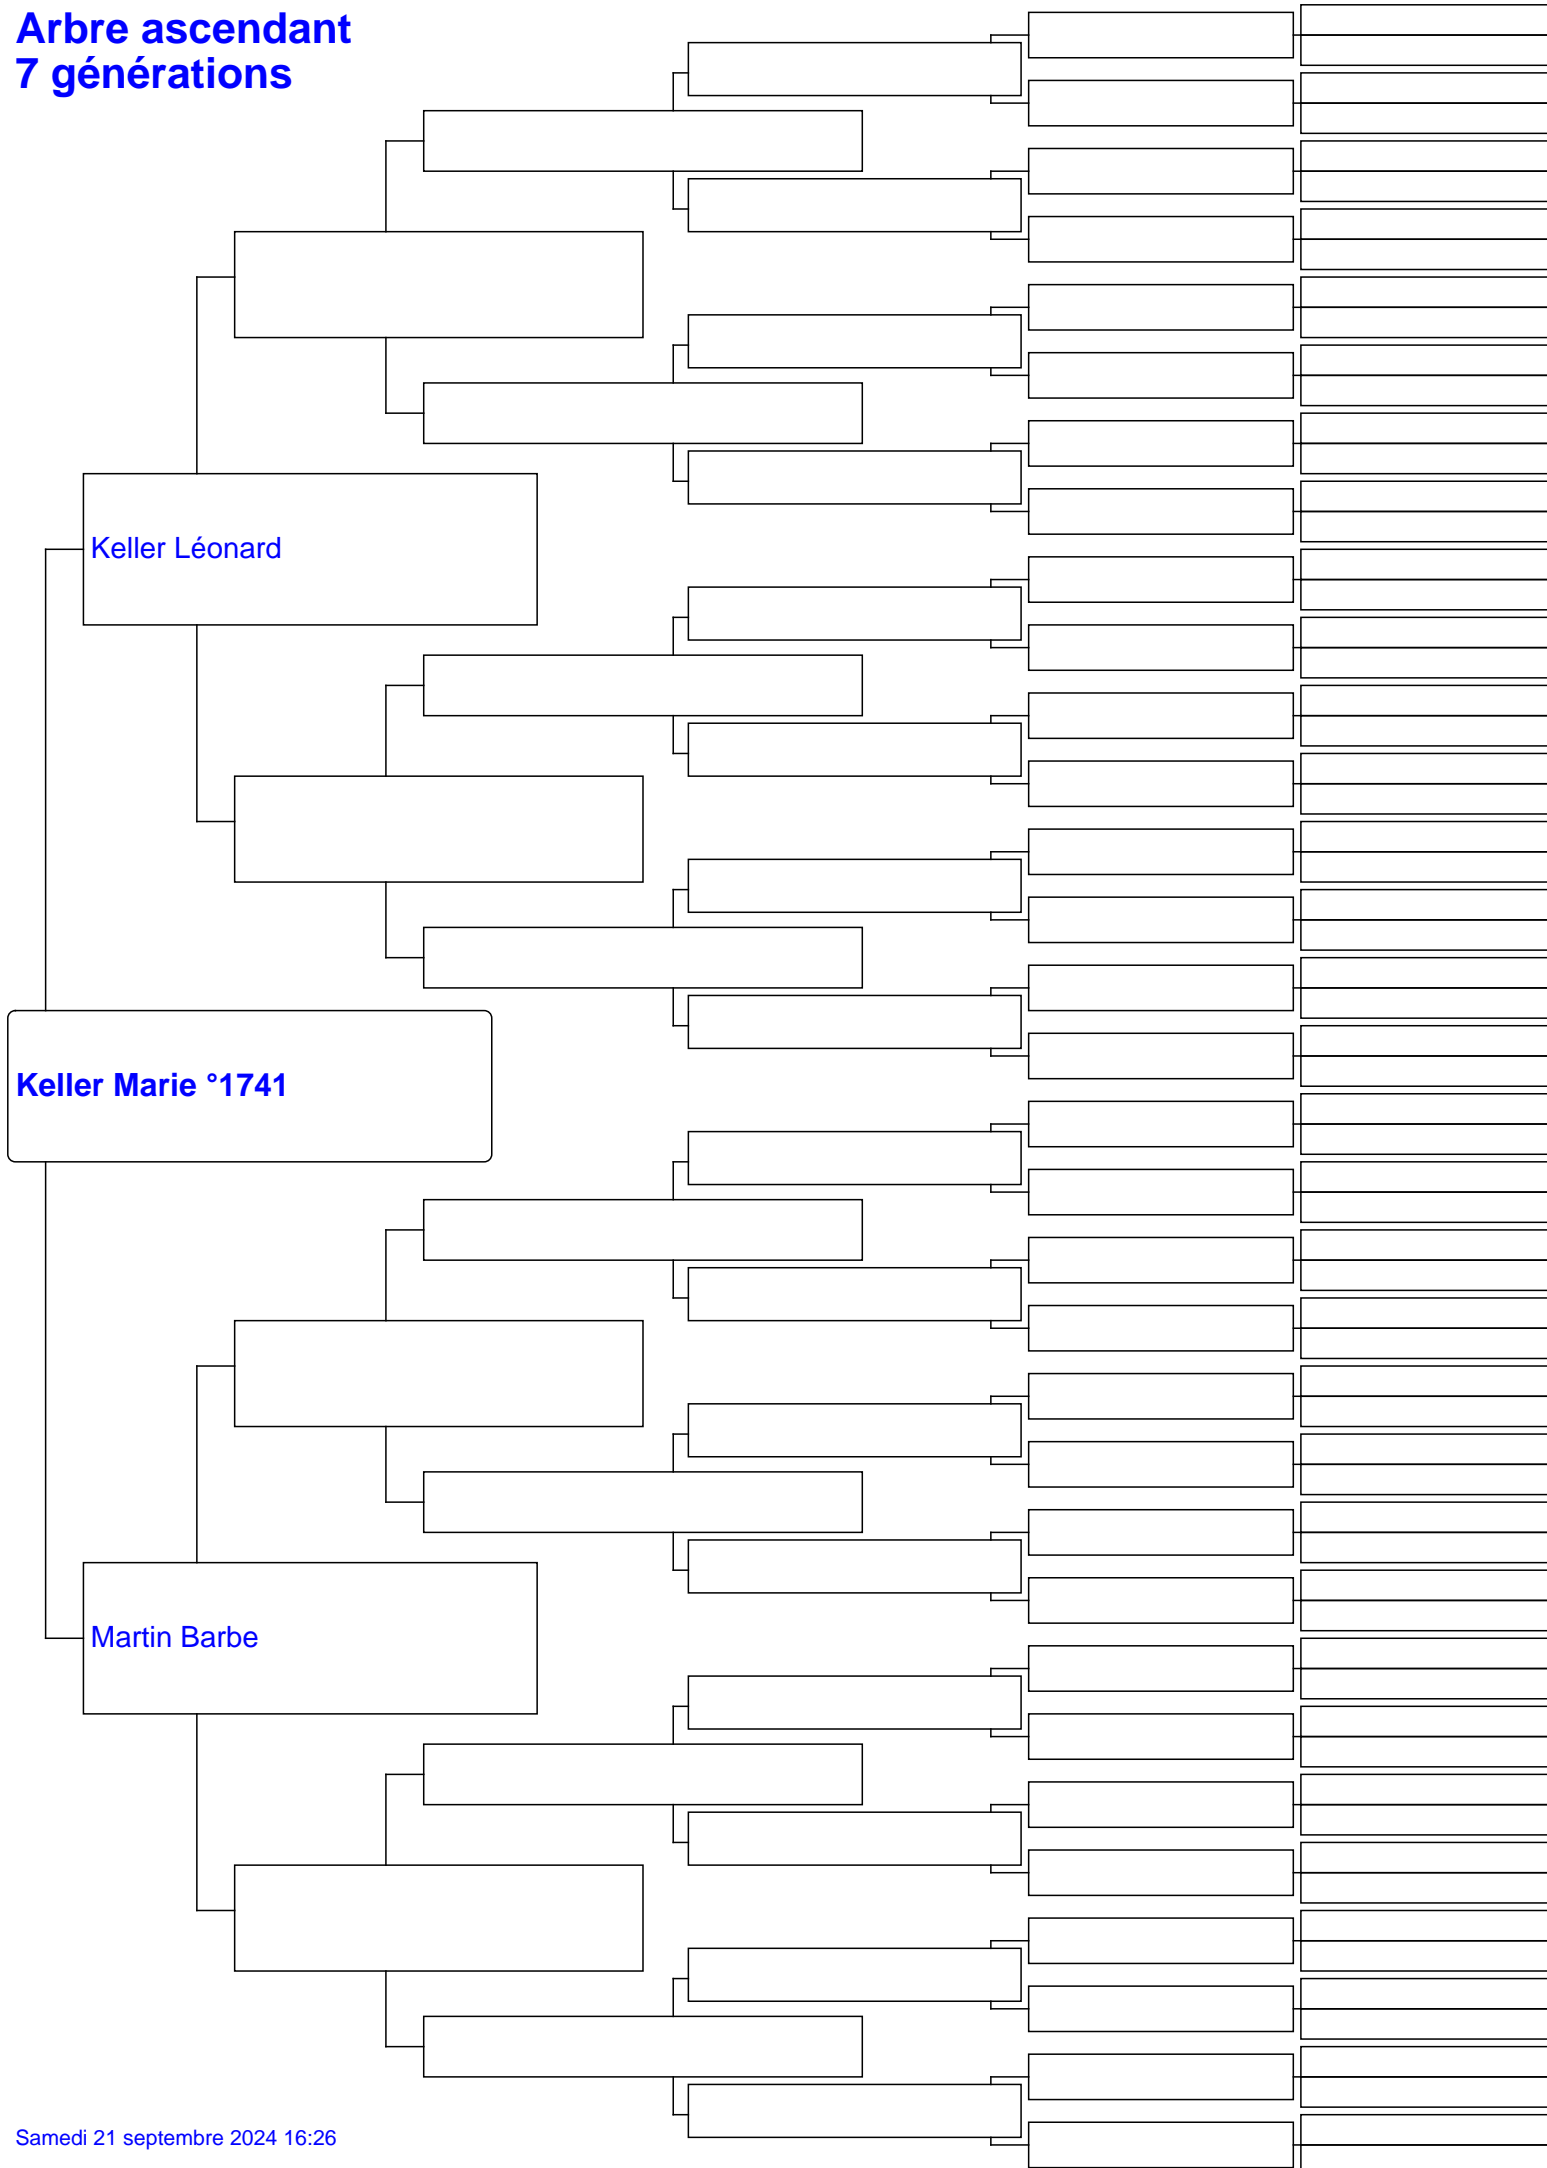 Arbre ascendant
7 générations
Keller Léonard
Keller Marie °1741
Martin Barbe
Samedi 21 septembre 2024 16:26